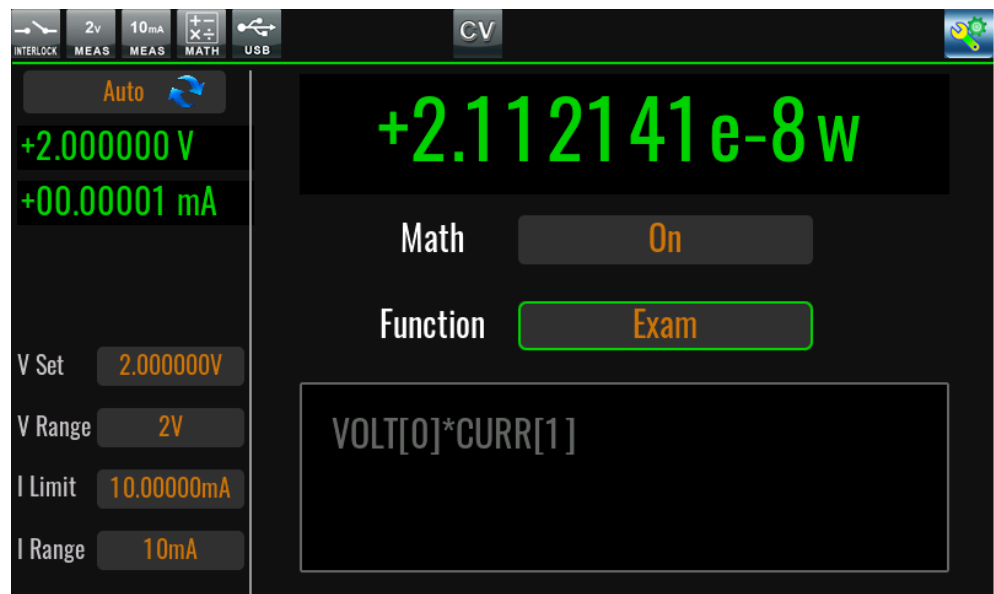 2v 10mA CV
INTERLOCK MEAS MEAS MATH USB
Auto
+2.000000 V
+00.00001 mA
+2.112141e-8 w
Math On
Function Exam
V Set 2.000000V
V Range 2V
I Limit 10.00000mA
I Range 10mA
VOLT[0]*CURR[1]